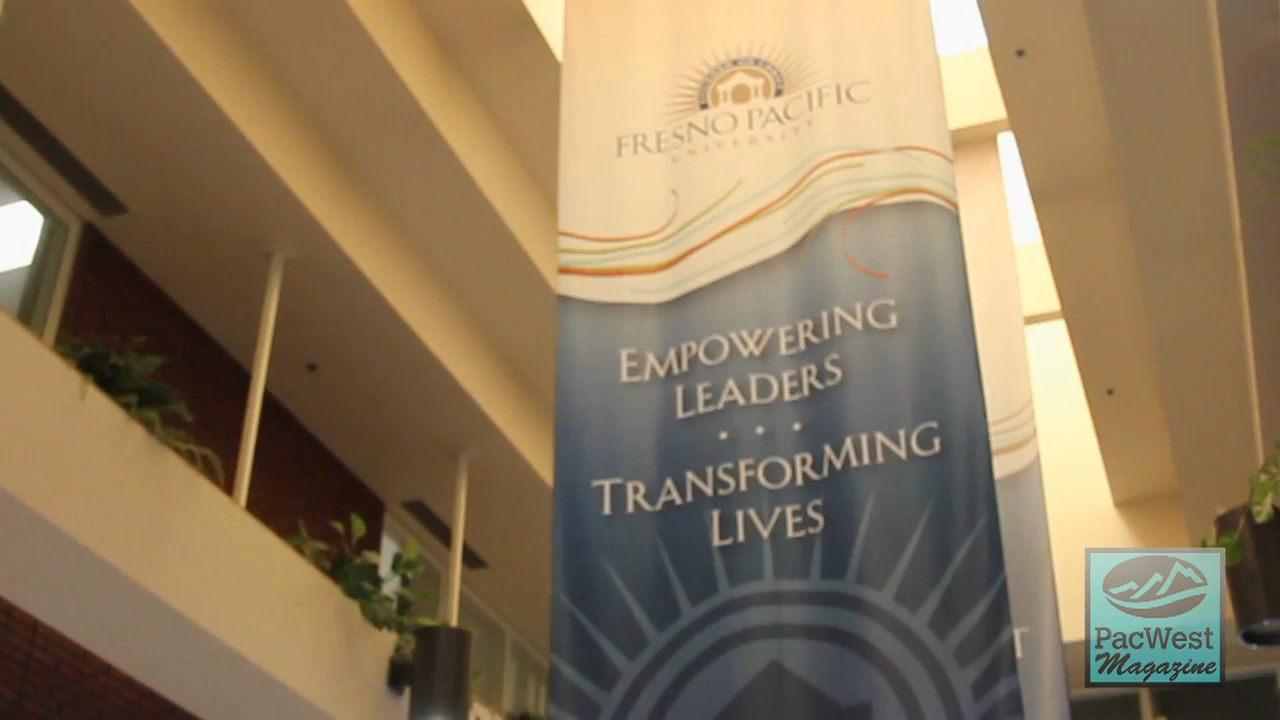 FRESNO PACIFIC
UNIVERSITY
EMPOWERING
LEADERS
• • •
TRANSFORMING
LIVES
T
PacWest
Magazine